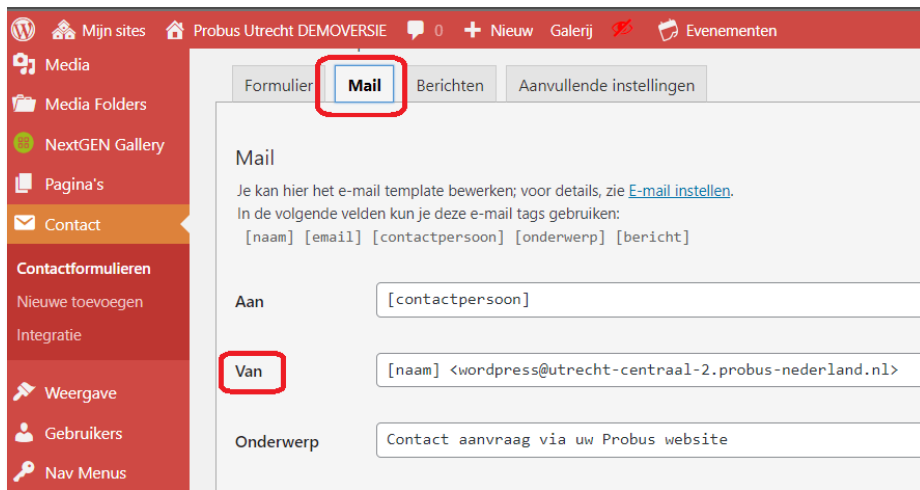 Mijn sites Probus Utrecht DEMOVERSIE 0 Nieuw Galerij Evenementen
Media
Media Folders
NextGEN Gallery
Pagina's
Contact
Contactformulieren
Nieuwe toevoegen
Integratie
Weergave
Gebruikers
Nav Menus
Formulier Mail Berichten Aanvullende instellingen
Mail
Je kan hier het e-mail template bewerken; voor details, zie E-mail instellen.
In de volgende velden kun je deze e-mail tags gebruiken:
[naam] [email] [contactpersoon] [onderwerp] [bericht]
Aan [contactpersoon]
Van [naam] <wordpress@utrecht-centraal-2.probus-nederland.nl>
Onderwerp Contact aanvraag via uw Probus website